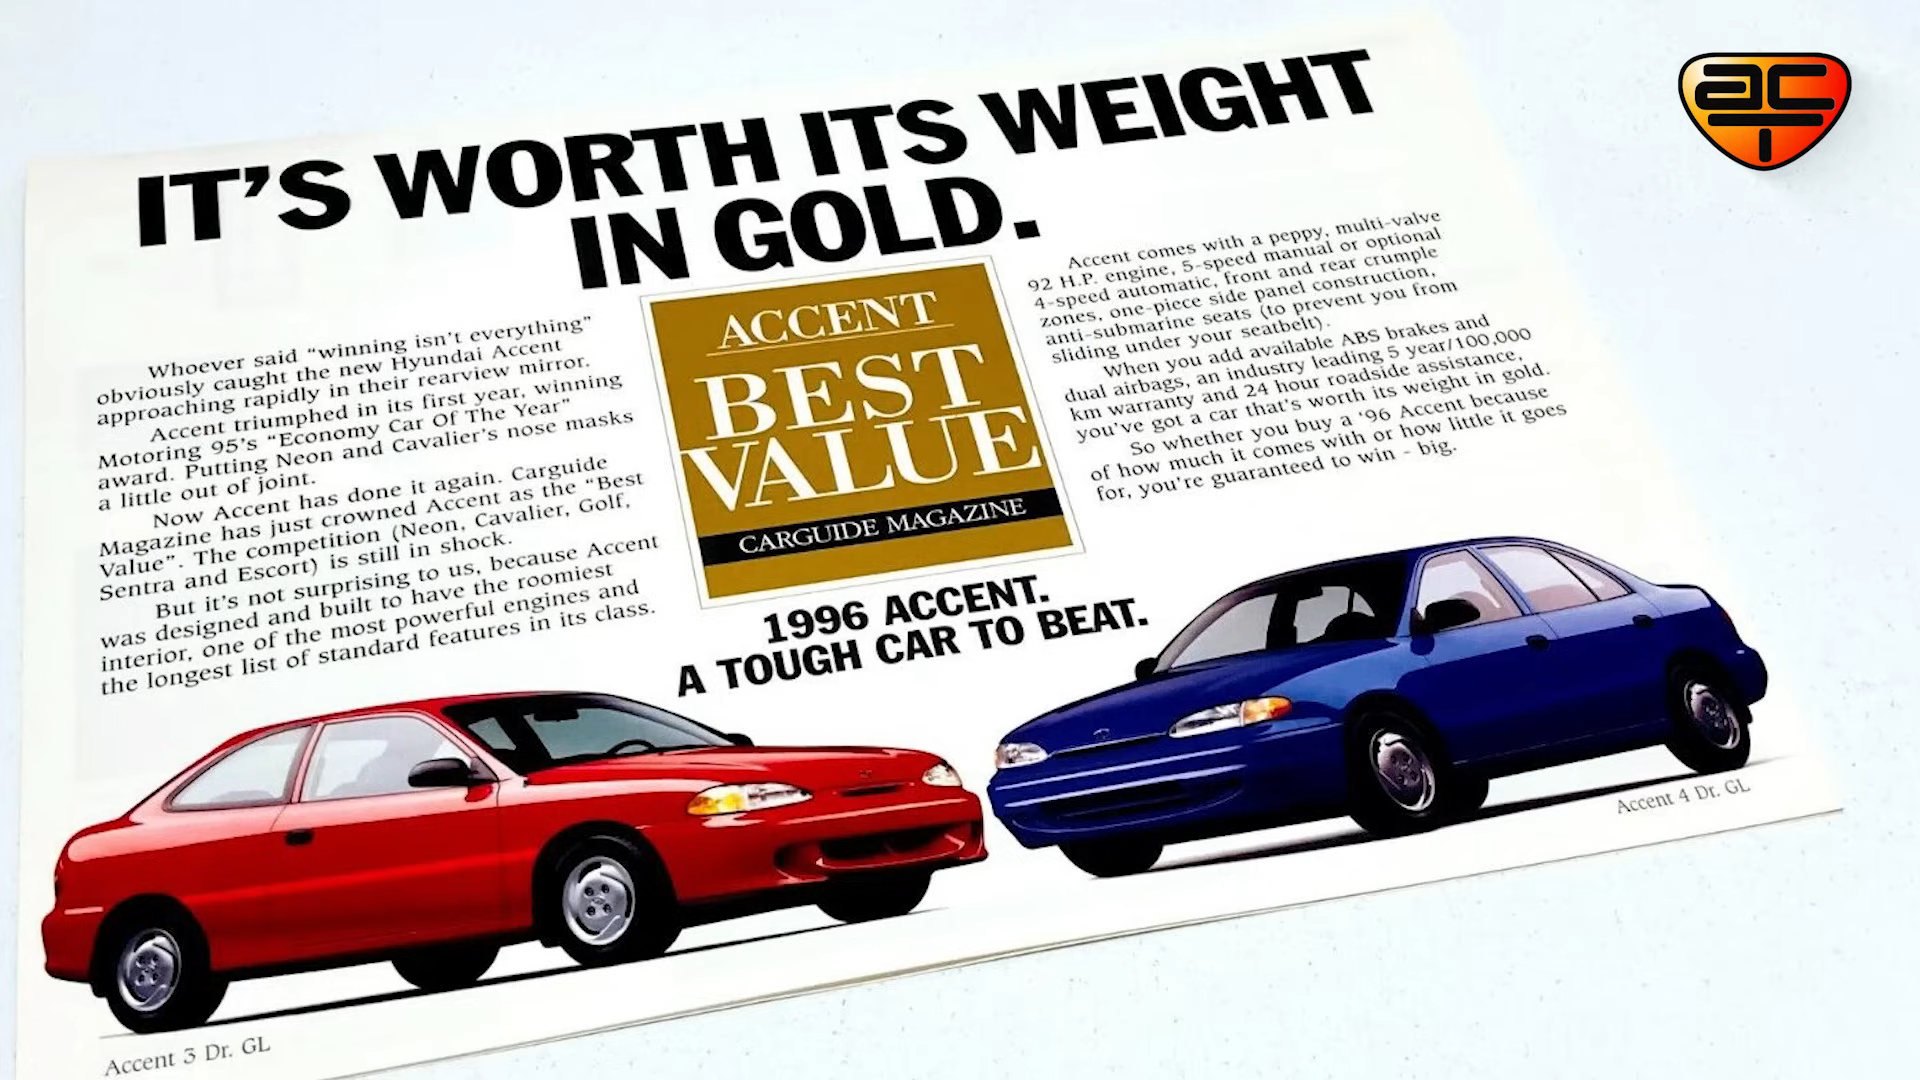 IT'S WORTH ITS WEIGHT
IN GOLD.
Whoever said "winning isn't everything"
obviously caught the new Hyundai Accent
approaching rapidly in their rearview mirror.
Accent triumphed in its first year, winning
Motoring 95's "Economy Car Of The Year"
award. Putting Neon and Cavalier's nose masks
a little out of joint.
Now Accent has done it again. Carguide
Magazine has just crowned Accent as the "Best
Value". The competition (Neon, Cavalier, Golf,
Sentra and Escort) is still in shock.
But it's not surprising to us, because Accent
was designed and built to have the roomiest
interior, one of the most powerful engines and
the longest list of standard features in its class.
ACCENT
BEST
VALUE
CARGUIDE MAGAZINE
1996 ACCENT.
A TOUGH CAR TO BEAT.
Accent comes with a peppy, multi-valve
92 H.P. engine, 5-speed manual or optional
4-speed automatic, front and rear crumple
zones, one-piece side panel construction,
anti-submarine seats (to prevent you from
sliding under your seatbelt).
When you add available ABS brakes and
dual airbags, an industry leading 5 year/100,000
km warranty and 24 hour roadside assistance,
you've got a car that's worth its weight in gold.
So whether you buy a '96 Accent because
of how much it comes with or how little it goes
for, you're guaranteed to win - big.
Accent 3 Dr. GL
Accent 4 Dr. GL
act